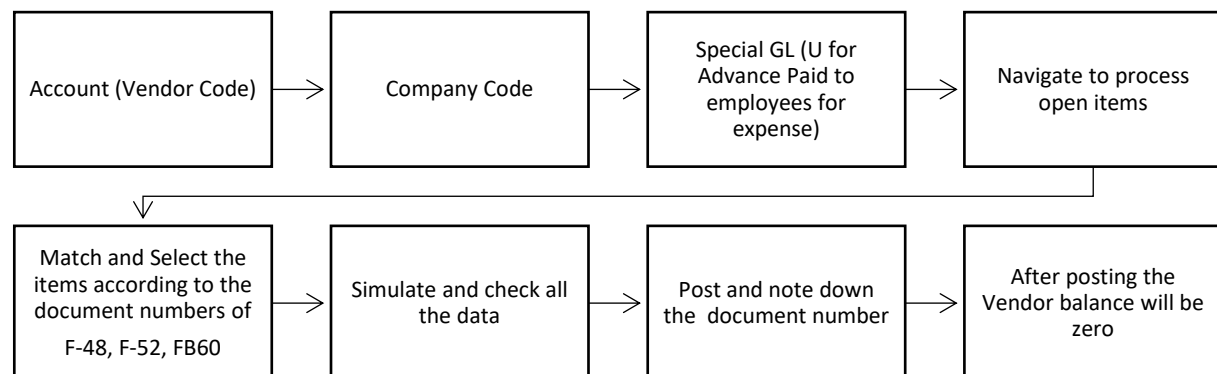 Account (Vendor Code)
Company Code
Special GL (U for
Advance Paid to
employees for
expense)
Navigate to process
open items
Match and Select the
items according to the
document numbers of
F-48, F-52, FB60
Simulate and check all
the data
Post and note down
the document number
After posting the
Vendor balance will be
zero